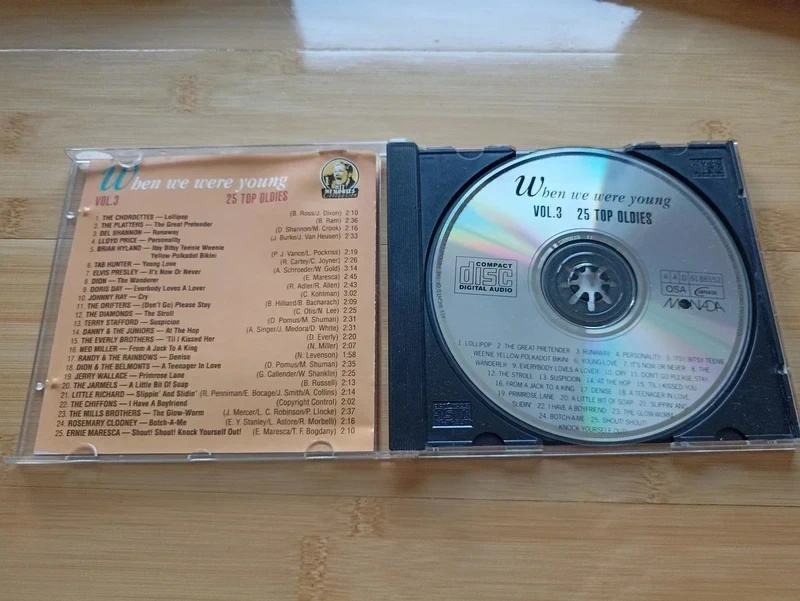 When we were young
VOL.3 25 TOP OLDIES
MEMORIES
1 THE CHORDETTES — Lollipop (B. Ross/J. Dixon) 2:10
2 THE PLATTERS — The Great Pretender (B. Ram) 2:36
3 DEL SHANNON — Runaway (D. Shannon/M. Crook) 2:16
4 LLOYD PRICE — Personality (J. Burke/J. Van Heusen) 2:33
5 BRIAN HYLAND — Itsy Bitsy Teenie Weenie
Yellow Polkadot Bikini (P. J. Vance/L. Pockriss) 2:19
6 TAB HUNTER — Young Love (R. Cartey/C. Joyner) 2:26
7 ELVIS PRESLEY — It's Now Or Never (A. Schroeder/W. Gold) 3:14
8 DION — The Wanderer (E. Maresca) 2:45
9 DORIS DAY — Everbody Loves A Lover (R. Adler/R. Allen) 2:43
10 JOHNNY RAY — Cry (C. Kohlman) 3:02
11 THE DRIFTERS — (Don't Go) Please Stay (B. Hilliard/B. Bacharach) 2:09
12 THE DIAMONDS — The Stroll (C. Otis/N. Lee) 2:25
13 TERRY STAFFORD — Suspicion (D. Pomus/M. Shuman) 2:31
14 DANNY & THE JUNIORS — At The Hop (A. Singer/J. Medora/D. White) 2:31
15 THE EVERLY BROTHERS — 'Til I Kissed Her (D. Everly) 2:20
16 NED MILLER — From A Jack To A King (N. Miller) 2:07
17 RANDY & THE RAINBOWS — Denise (N. Levenson) 1:58
18 DION & THE BELMONTS — A Teenager In Love (D. Pomus/M. Shuman) 2:35
19 JERRY WALLACE — Primrose Lane (G. Callender/W. Shanklin) 2:25
20 THE JARMELS — A Little Bit Of Soap (B. Russell) 2:13
21 LITTLE RICHARD — Slippin' And Slidin' (R. Penniman/E. Bocage/J. Smith/A. Collins) 2:14
22 THE CHIFFONS — I Have A Boyfriend (Copyright Control) 2:02
23 THE MILLS BROTHERS — The Glow-Worm (J. Mercer/L. C. Robinson/P. Lincke) 2:37
24 ROSEMARY CLOONEY — Botch-A-Me (E. Y. Stanley/L. Astore/R. Morbelli) 2:16
25 ERNIE MARESCA — Shout! Shout! Knock Yourself Out! (E. Maresca/T. F. Bogdany) 2:10
When we were young
VOL.3 25 TOP OLDIES
COMPACT
disc
DIGITAL AUDIO
OSA
MONADA
1 LOLLIPOP 2 THE GREAT PRETENDER 3 RUNAWAY 4 PERSONALITY 5 ITSY BITSY TEENIE
WEENIE YELLOW POLKADOT BIKINI 6 YOUNG LOVE 7 IT'S NOW OR NEVER 8 THE
WANDERER 9 EVERYBODY LOVES A LOVER 10 CRY 11 DON'T GO PLEASE STAY
12 THE STROLL 13 SUSPICION 14 AT THE HOP 15 'TIL I KISSED YOU
16 FROM A JACK TO A KING 17 DENISE 18 A TEENAGER IN LOVE
19 PRIMROSE LANE 20 A LITTLE BIT OF SOAP 21 SLIPPIN' AND
SLIDIN' 22 I HAVE A BOYFRIEND 23 THE GLOW WORM
24 BOTCH-A-ME 25 SHOUT! SHOUT!
KNOCK YOURSELF OUT!